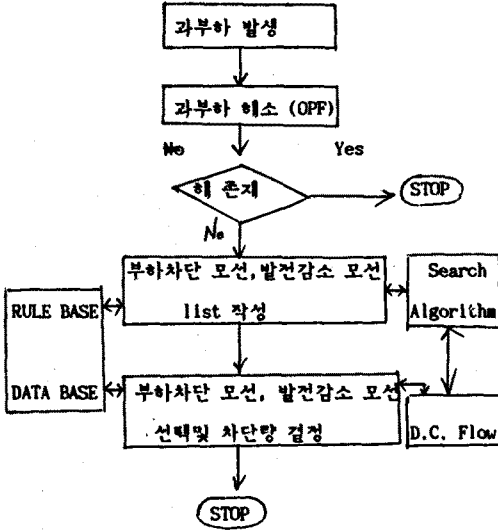 과부하 발생
과부하 해소 (OPF)
No
Yes
해 존재
STOP
No
부하차단 모선,발전감소 모선
list 작성
Search
Algorithm
RULE BASE
DATA BASE
부하차단 모선, 발전감소 모선
선택및 차단량 결정
D.C. Flow
STOP